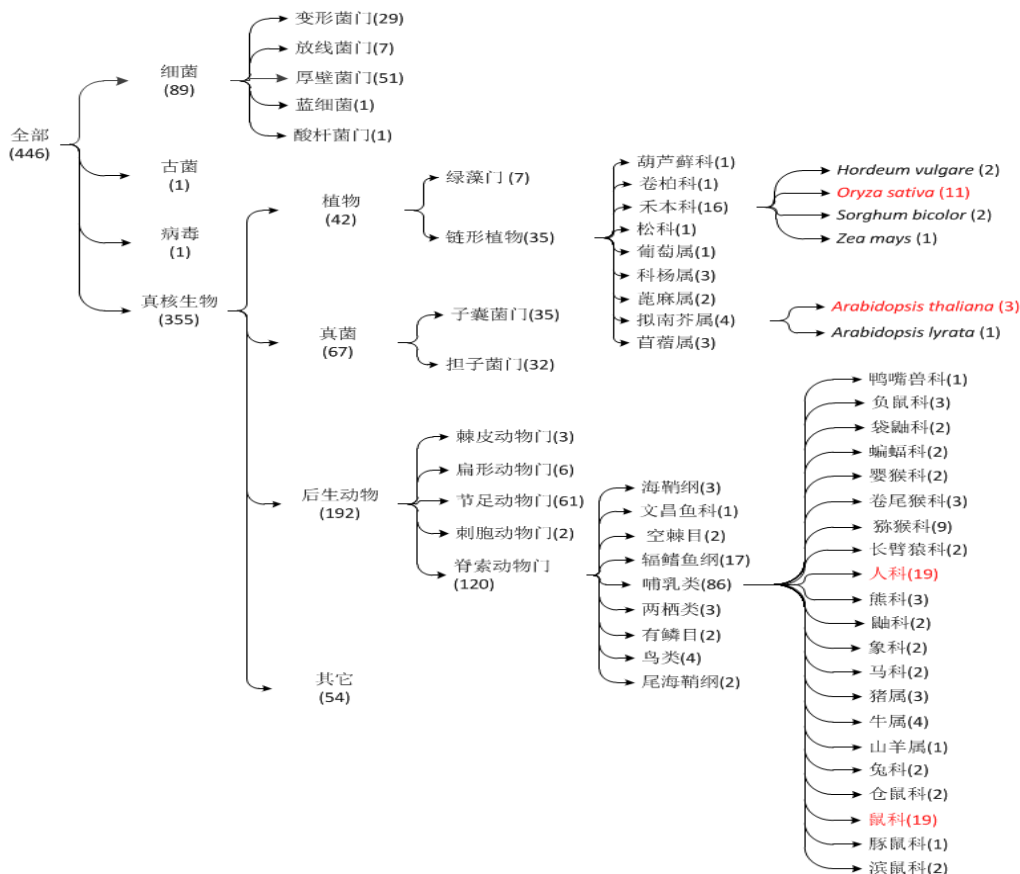 全部
(446)
细菌
(89)
变形菌门(29)
放线菌门(7)
厚壁菌门(51)
蓝细菌(1)
酸杆菌门(1)
古菌
(1)
病毒
(1)
真核生物
(355)
植物
(42)
绿藻门 (7)
链形植物(35)
葫芦藓科(1)
卷柏科(1)
禾本科(16)
松科(1)
葡萄属(1)
科杨属(3)
蓖麻属(2)
拟南芥属(4)
苜蓿属(3)
Hordeum vulgare (2)
Oryza sativa (11)
Sorghum bicolor (2)
Zea mays (1)
Arabidopsis thaliana (3)
Arabidopsis lyrata (1)
真菌
(67)
子囊菌门(35)
担子菌门(32)
后生动物
(192)
棘皮动物门(3)
扁形动物门(6)
节足动物门(61)
刺胞动物门(2)
脊索动物门
(120)
海鞘纲(3)
文昌鱼科(1)
空棘目(2)
辐鳍鱼纲(17)
哺乳类(86)
两栖类(3)
有鳞目(2)
鸟类(4)
尾海鞘纲(2)
鸭嘴兽科(1)
负鼠科(3)
袋鼬科(2)
蝙蝠科(2)
婴猴科(2)
卷尾猴科(3)
猕猴科(9)
长臂猿科(2)
人科(19)
熊科(3)
鼬科(2)
象科(2)
马科(2)
猪属(3)
牛属(4)
山羊属(1)
兔科(2)
仓鼠科(2)
鼠科(19)
豚鼠科(1)
滨鼠科(2)
其它
(54)